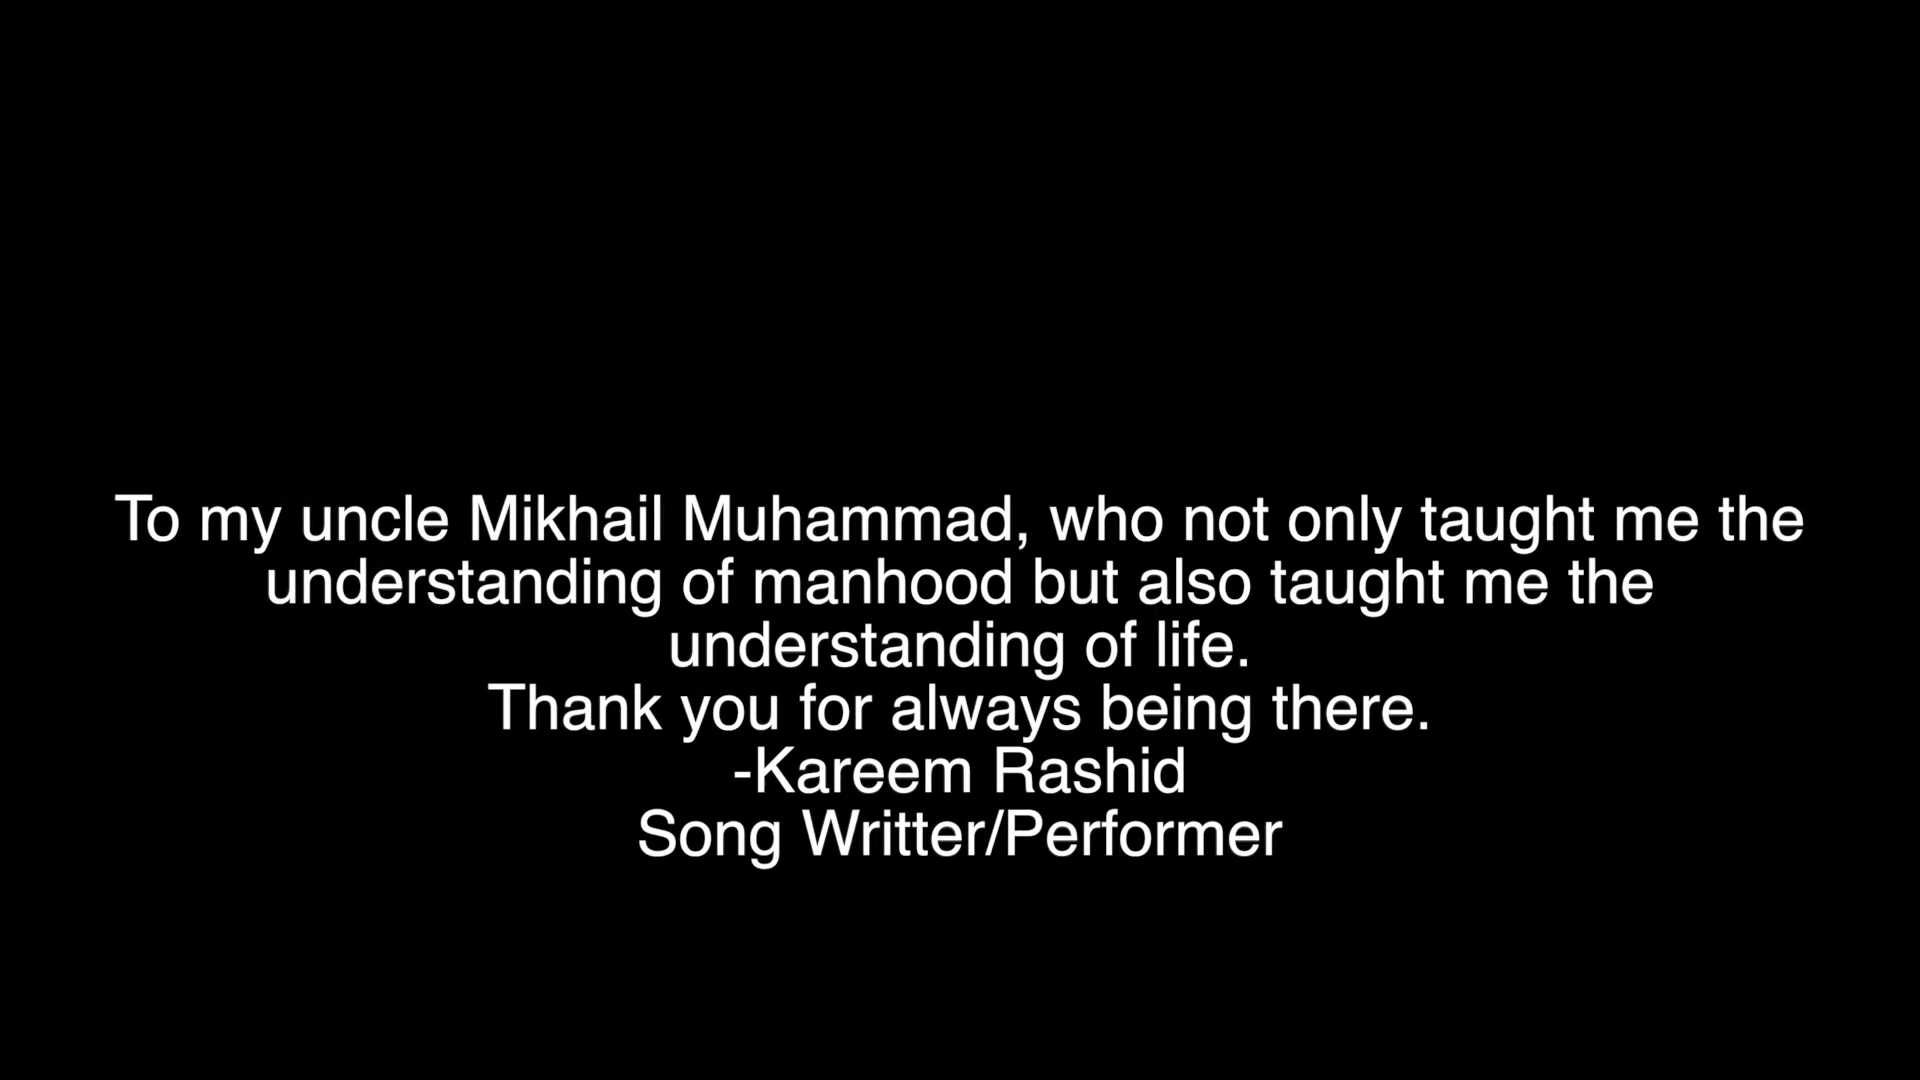 To my uncle Mikhail Muhammad, who not only taught me the
understanding of manhood but also taught me the
understanding of life.
Thank you for always being there.
-Kareem Rashid
Song Writter/Performer